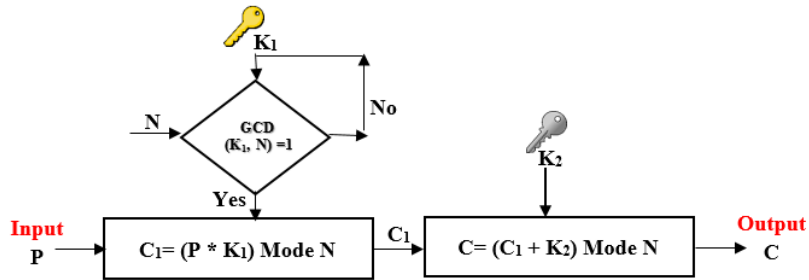 K₁
N
GCD
(K₁, N) =1
No
K₂
Yes
Input
P
C₁= (P * K₁) Mode N
C₁
C= (C₁ + K₂) Mode N
Output
C